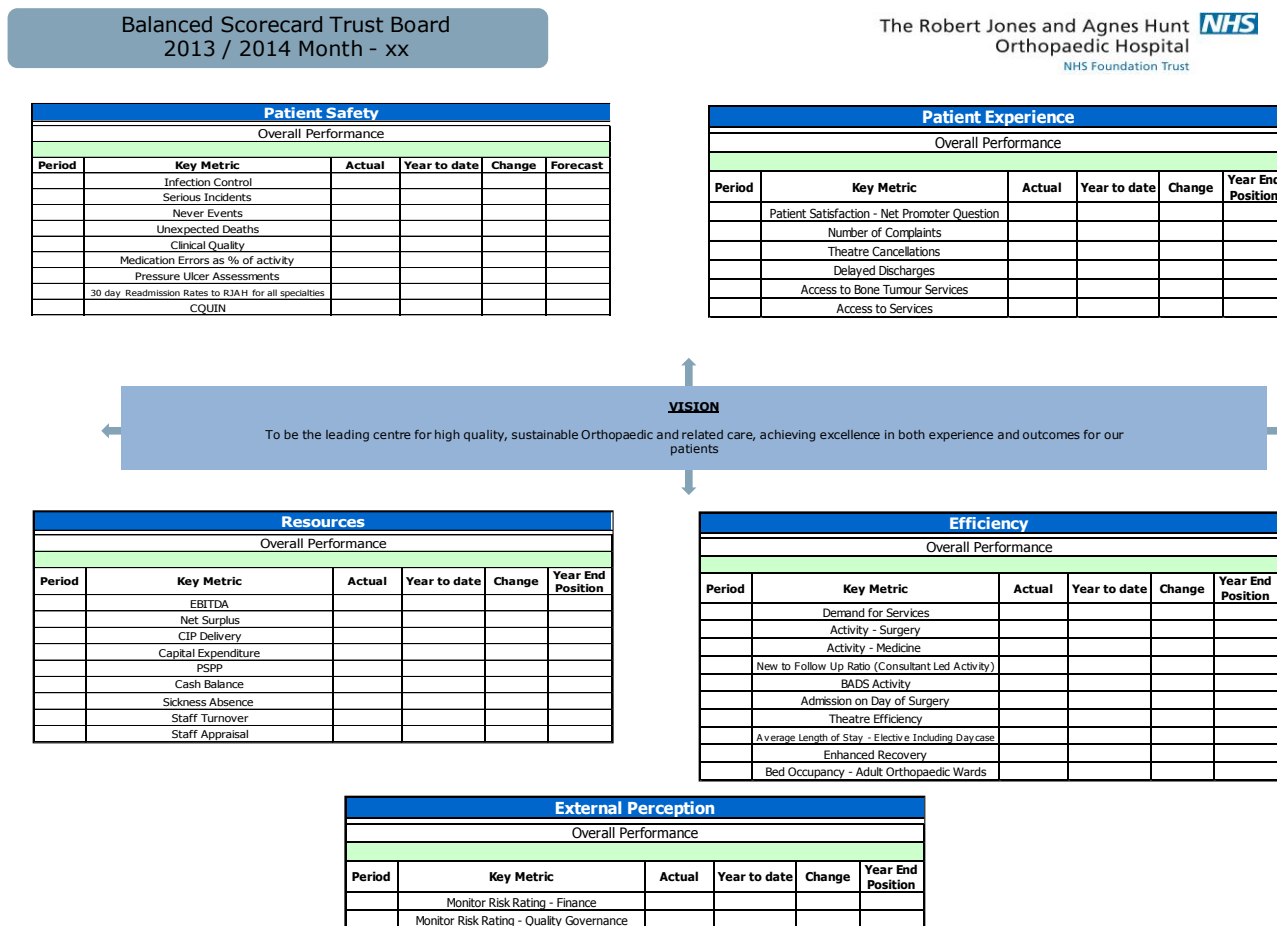 Balanced Scorecard Trust Board
2013 / 2014 Month - xx
The Robert Jones and Agnes Hunt NHS
Orthopaedic Hospital
NHS Foundation Trust
Patient Safety
Overall Performance
Period Key Metric Actual Year to date Change Forecast
Infection Control
Serious Incidents
Never Events
Unexpected Deaths
Clinical Quality
Medication Errors as % of activity
Pressure Ulcer Assessments
30 day Readmission Rates to RJAH for all specialties
CQUIN
Patient Experience
Overall Performance
Period Key Metric Actual Year to date Change Year End Position
Patient Satisfaction - Net Promoter Question
Number of Complaints
Theatre Cancellations
Delayed Discharges
Access to Bone Tumour Services
Access to Services
VISION
To be the leading centre for high quality, sustainable Orthopaedic and related care, achieving excellence in both experience and outcomes for our
patients
Resources
Overall Performance
Period Key Metric Actual Year to date Change Year End Position
EBITDA
Net Surplus
CIP Delivery
Capital Expenditure
PSPP
Cash Balance
Sickness Absence
Staff Turnover
Staff Appraisal
Efficiency
Overall Performance
Period Key Metric Actual Year to date Change Year End Position
Demand for Services
Activity - Surgery
Activity - Medicine
New to Follow Up Ratio (Consultant Led Activity)
BADS Activity
Admission on Day of Surgery
Theatre Efficiency
Average Length of Stay - Elective Including Daycase
Enhanced Recovery
Bed Occupancy - Adult Orthopaedic Wards
External Perception
Overall Performance
Period Key Metric Actual Year to date Change Year End Position
Monitor Risk Rating - Finance
Monitor Risk Rating - Quality Governance